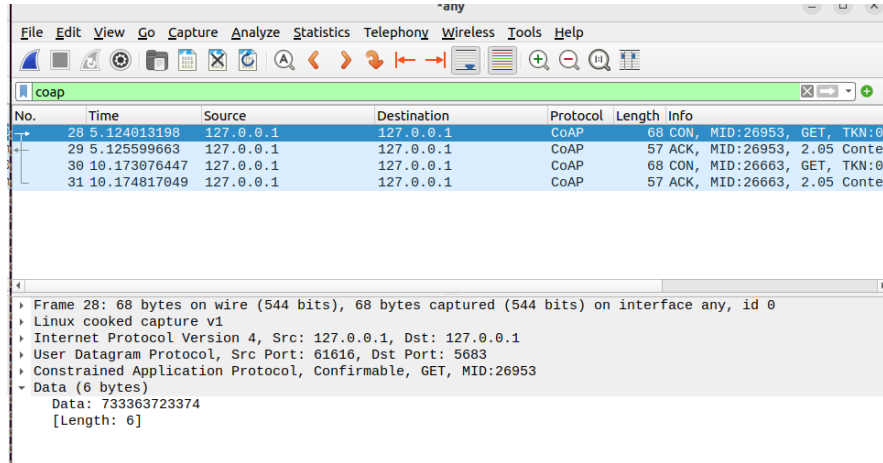 *any
File Edit View Go Capture Analyze Statistics Telephony Wireless Tools Help
coap
No. Time Source Destination Protocol Length Info
28 5.124013198 127.0.0.1 127.0.0.1 CoAP 68 CON, MID:26953, GET, TKN:0
29 5.125599663 127.0.0.1 127.0.0.1 CoAP 57 ACK, MID:26953, 2.05 Conte
30 10.173076447 127.0.0.1 127.0.0.1 CoAP 68 CON, MID:26663, GET, TKN:0
31 10.174817049 127.0.0.1 127.0.0.1 CoAP 57 ACK, MID:26663, 2.05 Conte
Frame 28: 68 bytes on wire (544 bits), 68 bytes captured (544 bits) on interface any, id 0
Linux cooked capture v1
Internet Protocol Version 4, Src: 127.0.0.1, Dst: 127.0.0.1
User Datagram Protocol, Src Port: 61616, Dst Port: 5683
Constrained Application Protocol, Confirmable, GET, MID:26953
Data (6 bytes)
Data: 733363723374
[Length: 6]